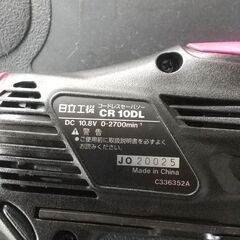 コードレスセーバソー
日立工機 CR 10DL
DC 10.8V 0-2700min⁻¹
⚠ 警告
●ご使用前に取扱説明書をよくお
読みください。
JO 20025
Made in China
C336352A